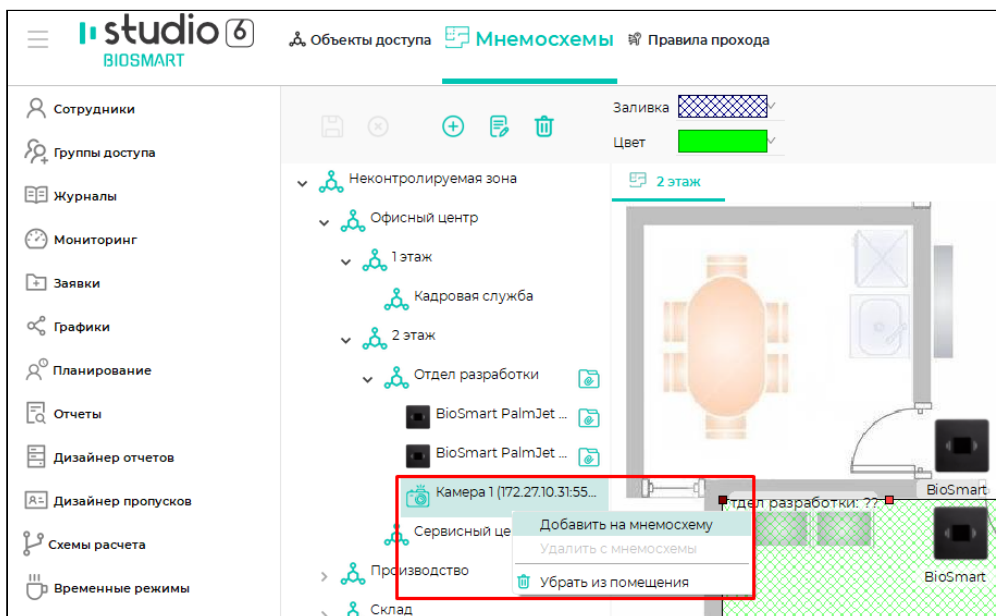 studio 6
BIOSMART
Объекты доступа
Мнемосхемы
Правила прохода
Сотрудники
Группы доступа
Журналы
Мониторинг
Заявки
Графики
Планирование
Отчеты
Дизайнер отчетов
Дизайнер пропусков
Схемы расчета
Временные режимы
Заливка
Цвет
Неконтролируемая зона
Офисный центр
1 этаж
Кадровая служба
2 этаж
Отдел разработки
BioSmart PalmJet ...
BioSmart PalmJet ...
Камера 1 (172.27.10.31:55...
Сервисный це
Производство
Склад
Добавить на мнемосхему
Удалить с мнемосхемы
Убрать из помещения
2 этаж
BioSmart
тдел разработки: ??
BioSmart